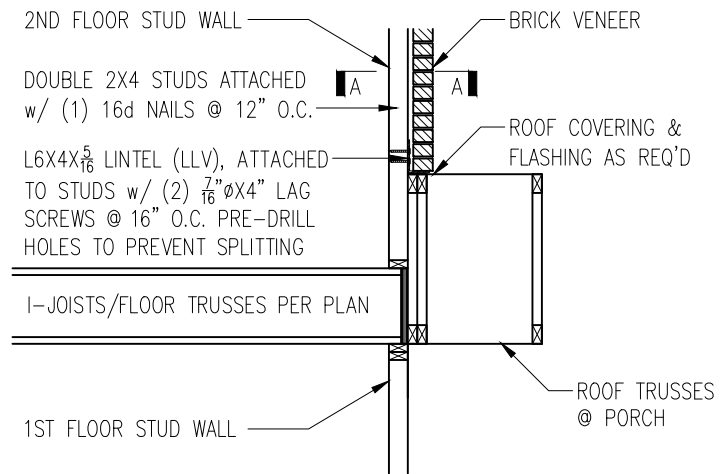 2ND FLOOR STUD WALL
BRICK VENEER
DOUBLE 2X4 STUDS ATTACHED
w/ (1) 16d NAILS @ 12" O.C.
A
A
ROOF COVERING &
FLASHING AS REQ'D
L6X4X5/16 LINTEL (LLV), ATTACHED
TO STUDS w/ (2) 7/16"øX4" LAG
SCREWS @ 16" O.C. PRE-DRILL
HOLES TO PREVENT SPLITTING
I-JOISTS/FLOOR TRUSSES PER PLAN
ROOF TRUSSES
@ PORCH
1ST FLOOR STUD WALL